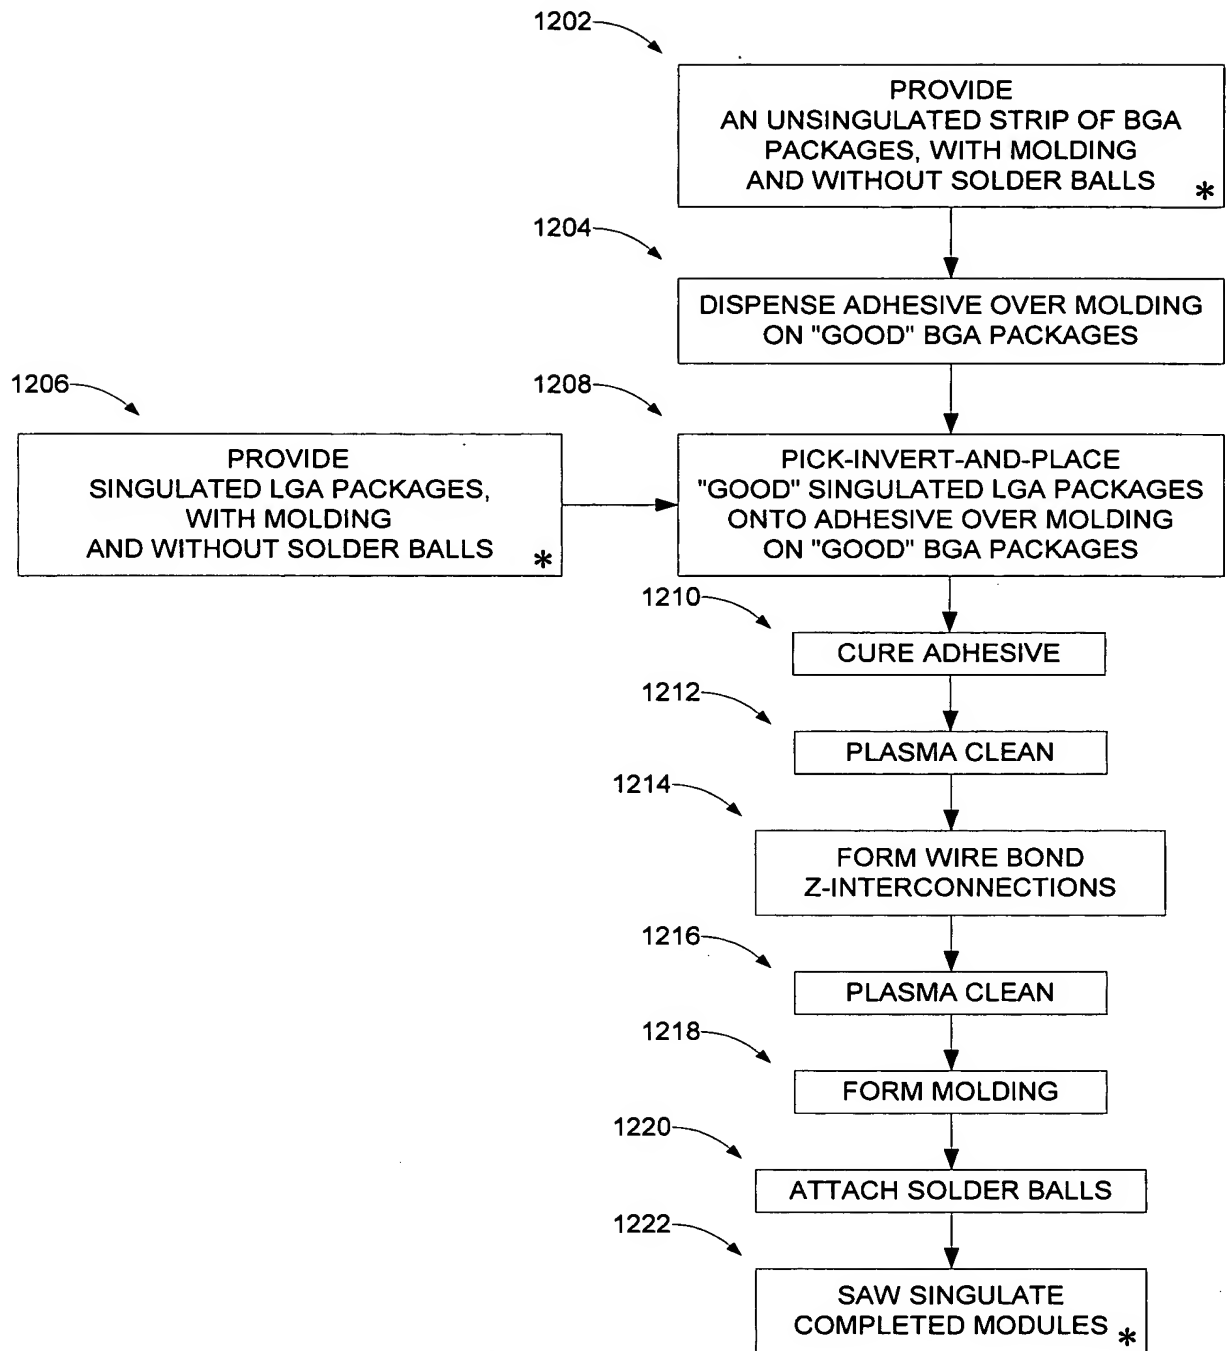 1202
PROVIDE
AN UNSINGULATED STRIP OF BGA
PACKAGES, WITH MOLDING
AND WITHOUT SOLDER BALLS *
1204
DISPENSE ADHESIVE OVER MOLDING
ON "GOOD" BGA PACKAGES
1206
PROVIDE
SINGULATED LGA PACKAGES,
WITH MOLDING
AND WITHOUT SOLDER BALLS *
1208
PICK-INVERT-AND-PLACE
"GOOD" SINGULATED LGA PACKAGES
ONTO ADHESIVE OVER MOLDING
ON "GOOD" BGA PACKAGES
1210
CURE ADHESIVE
1212
PLASMA CLEAN
1214
FORM WIRE BOND
Z-INTERCONNECTIONS
1216
PLASMA CLEAN
1218
FORM MOLDING
1220
ATTACH SOLDER BALLS
1222
SAW SINGULATE
COMPLETED MODULES *